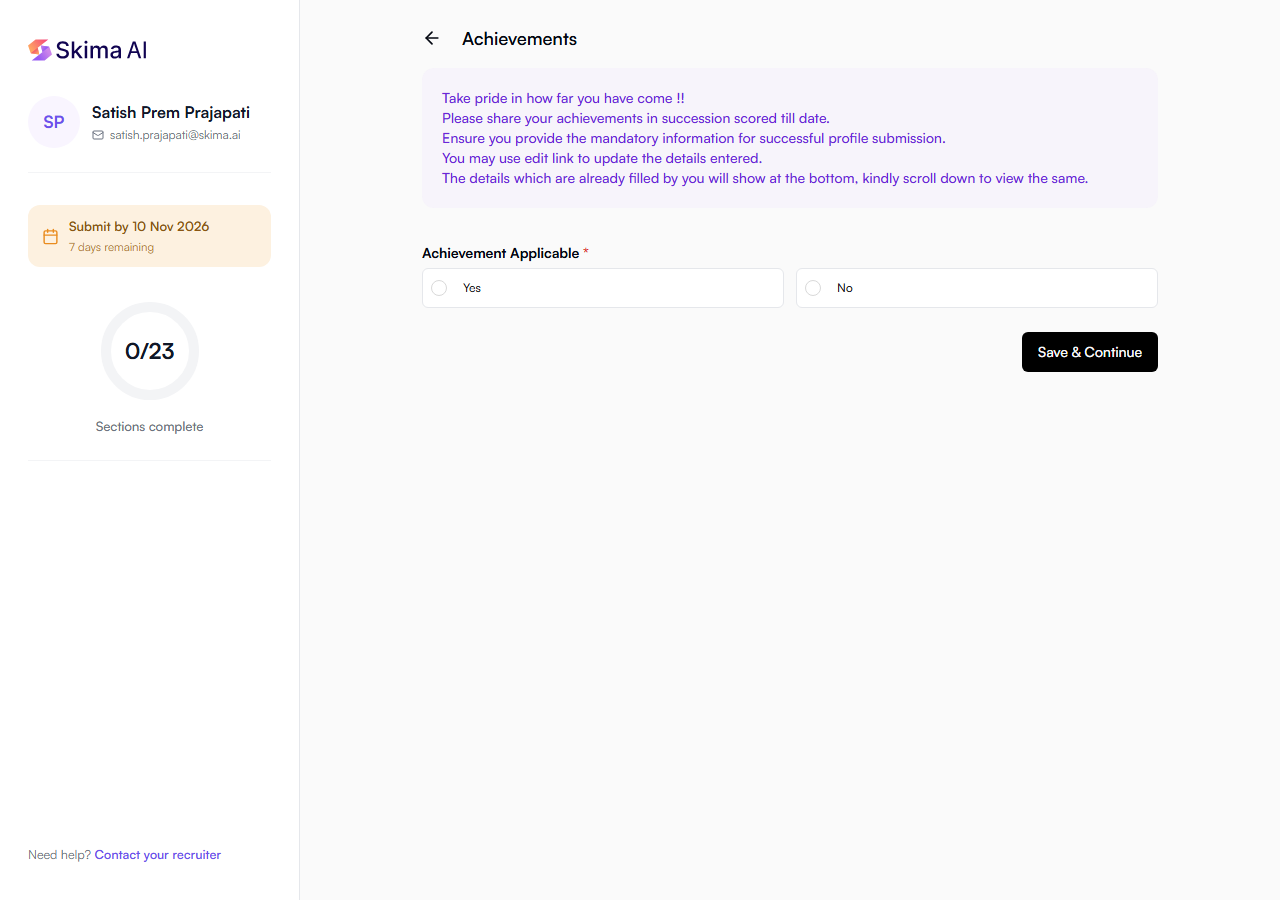 Skima AI
SP
Satish Prem Prajapati
satish.prajapati@skima.ai
Submit by 10 Nov 2026
7 days remaining
0/23
Sections complete
Need help? Contact your recruiter
Achievements
Take pride in how far you have come !!
Please share your achievements in succession scored till date.
Ensure you provide the mandatory information for successful profile submission.
You may use edit link to update the details entered.
The details which are already filled by you will show at the bottom, kindly scroll down to view the same.
Achievement Applicable *
Yes
No
Save & Continue